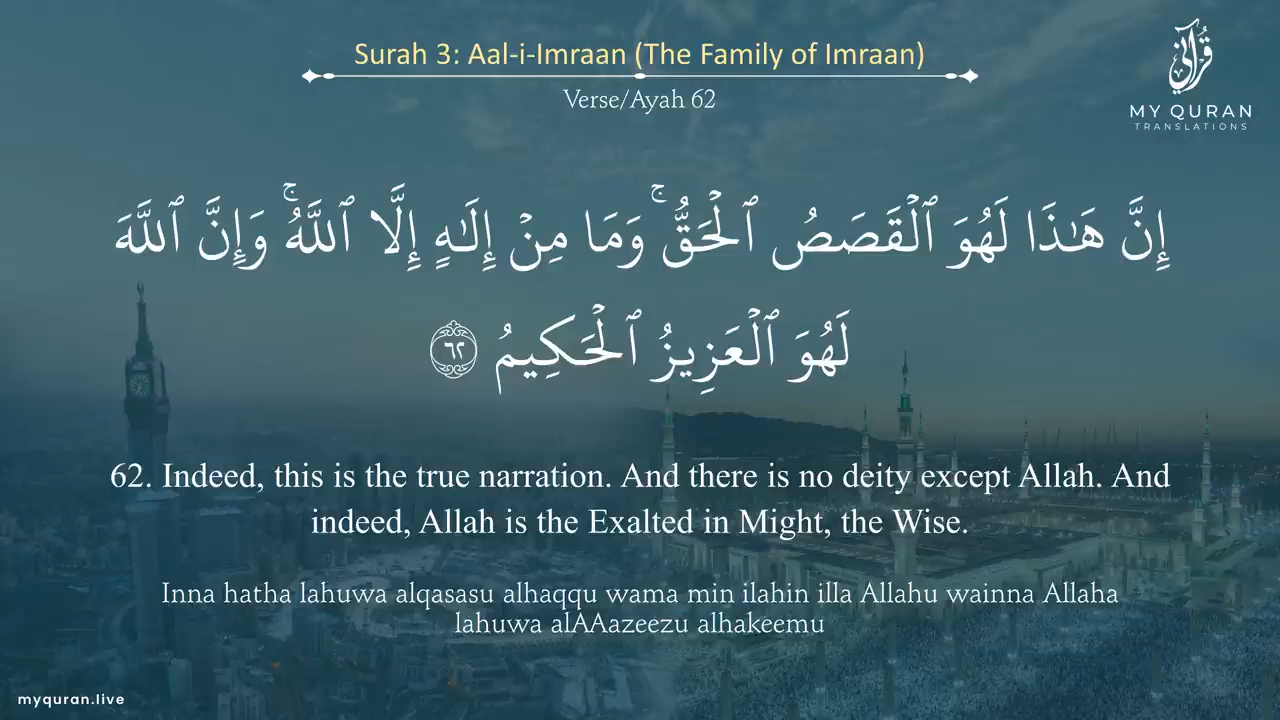 Surah 3: Aal-i-Imraan (The Family of Imraan)
Verse/Ayah 62
قرآني
MY QURAN
TRANSLATIONS
إِنَّ هَـٰذَا لَهُوَ ٱلْقَصَصُ ٱلْحَقُّ ۚ وَمَا مِنْ إِلَـٰهٍ إِلَّا ٱللَّهُ ۚ وَإِنَّ ٱللَّهَ
لَهُوَ ٱلْعَزِيزُ ٱلْحَكِيمُ ٦٢
62. Indeed, this is the true narration. And there is no deity except Allah. And
indeed, Allah is the Exalted in Might, the Wise.
Inna hatha lahuwa alqasasu alhaqqu wama min ilahin illa Allahu wainna Allaha
lahuwa alAAazeezu alhakeemu
myquran.live